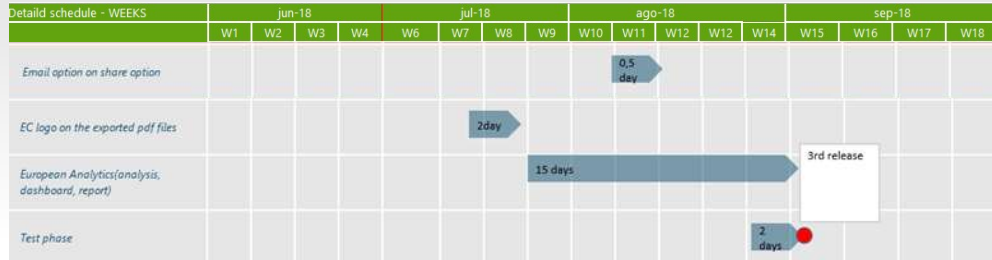 Detaild schedule - WEEKS jun-18 jul-18 ago-18 sep-18
W1 W2 W3 W4 W6 W7 W8 W9 W10 W11 W12 W12 W14 W15 W16 W17 W18
Email option on share option
0,5
day
EC logo on the exported pdf files
2day
European Analytics(analysis,
dashboard, report)
15 days
3rd release
Test phase
2
days